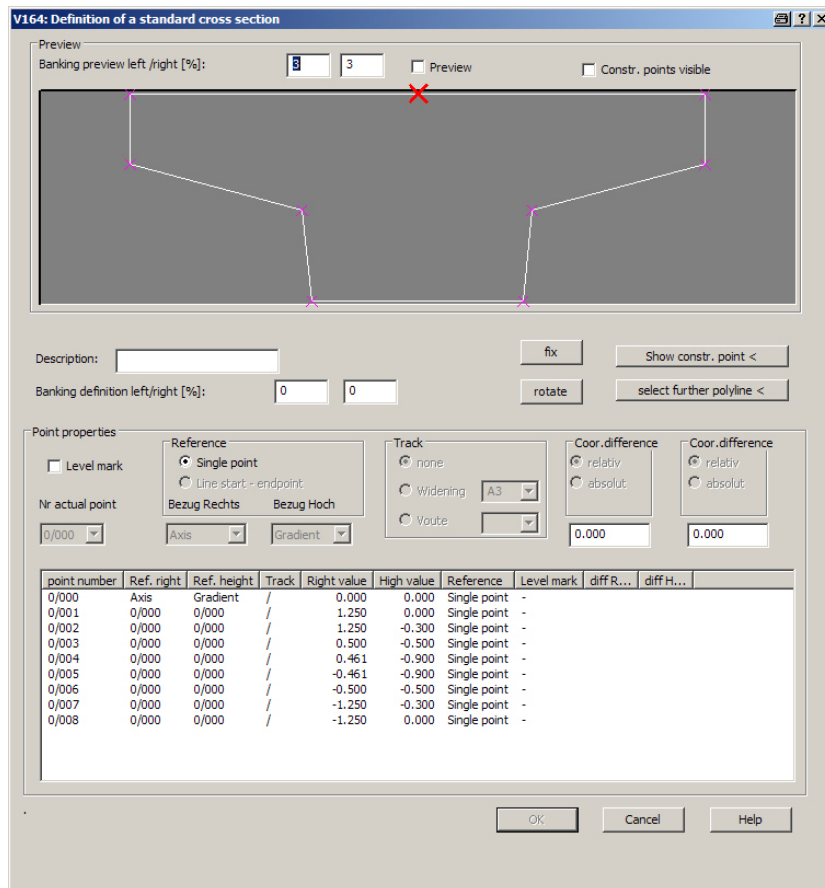 V164: Definition of a standard cross section
Preview
Banking preview left /right [%]: 3 3 Preview Constr. points visible
Description: fix Show constr. point <
Banking definition left/right [%]: 0 0 rotate select further polyline <
Point properties
Reference Track Coor.difference Coor.difference
Level mark Single point none relativ relativ
Line start - endpoint Widening A3 absolut absolut
Nr actual point Bezug Rechts Bezug Hoch Voute
0/000 Axis Gradient 0.000 0.000
point number Ref. right Ref. height Track Right value High value Reference Level mark diff R... diff H...
0/000 Axis Gradient / 0.000 0.000 Single point -
0/001 0/000 0/000 / 1.250 0.000 Single point -
0/002 0/000 0/000 / 1.250 -0.300 Single point -
0/003 0/000 0/000 / 0.500 -0.500 Single point -
0/004 0/000 0/000 / 0.461 -0.900 Single point -
0/005 0/000 0/000 / -0.461 -0.900 Single point -
0/006 0/000 0/000 / -0.500 -0.500 Single point -
0/007 0/000 0/000 / -1.250 -0.300 Single point -
0/008 0/000 0/000 / -1.250 0.000 Single point -
. OK Cancel Help